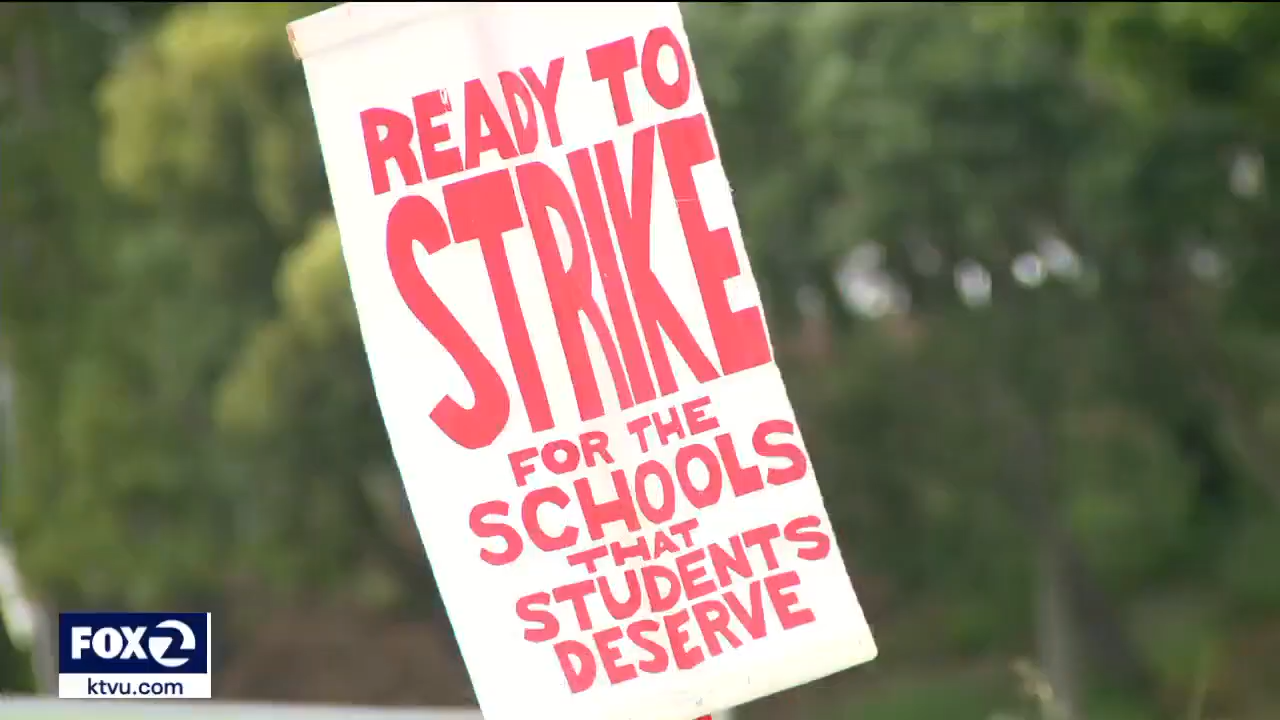 READY TO
STRIKE
FOR THE
SCHOOLS
THAT
STUDENTS
DESERVE
FOX 2
ktvu.com